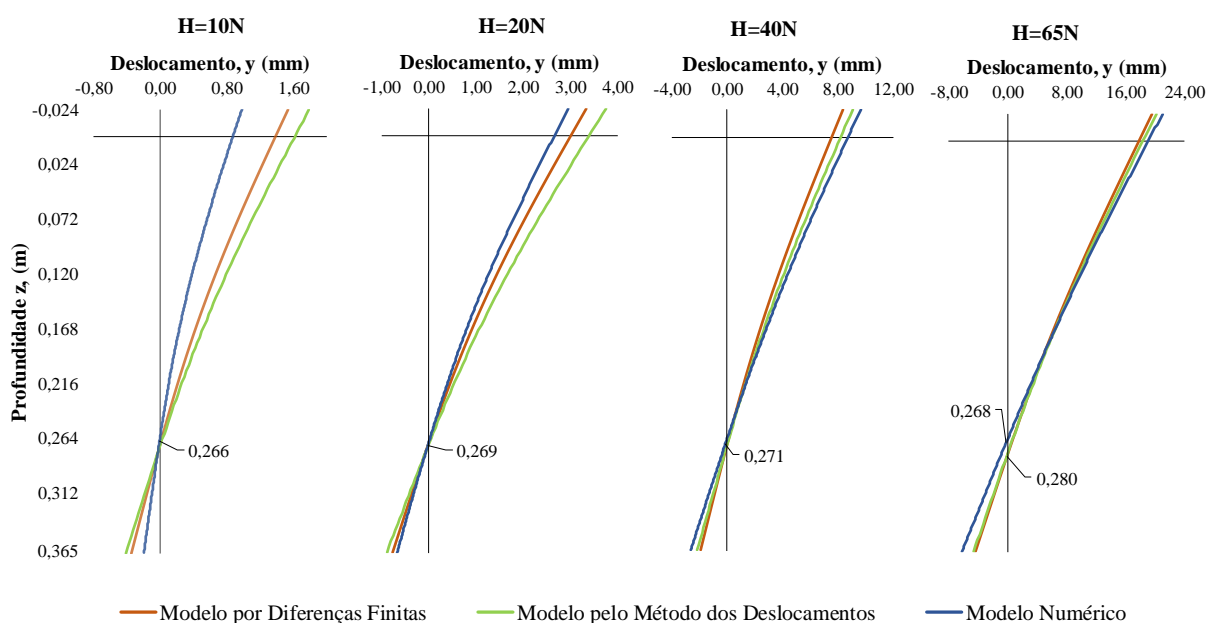 H=10N
Deslocamento, y (mm)
-0,80 0,00 0,80 1,60
H=20N
Deslocamento, y (mm)
-1,00 0,00 1,00 2,00 3,00 4,00
H=40N
Deslocamento, y (mm)
-4,00 0,00 4,00 8,00 12,00
H=65N
Deslocamento, y (mm)
-8,00 0,00 8,00 16,00 24,00
Profundidade z, (m)
-0,024
0,024
0,072
0,120
0,168
0,216
0,264
0,312
0,365
0,266
0,269
0,271
0,268
0,280
Modelo por Diferenças Finitas
Modelo pelo Método dos Deslocamentos
Modelo Numérico